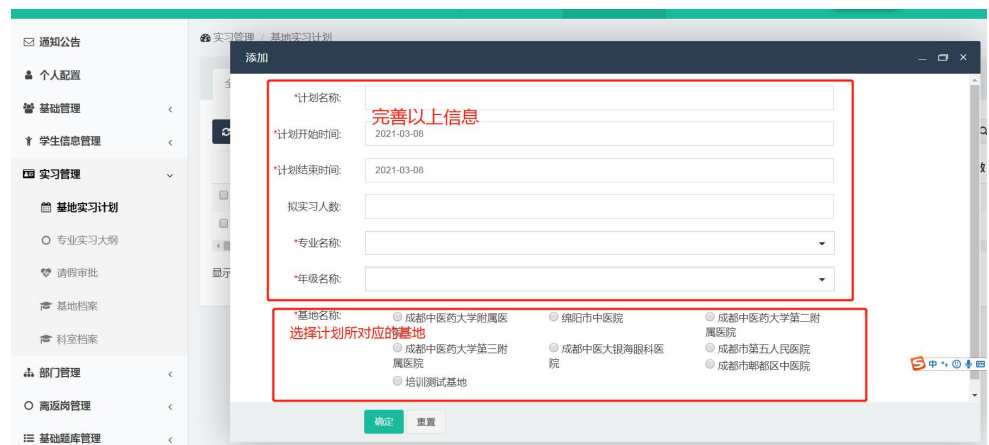 通知公告
个人配置
基础管理
学生信息管理
实习管理
基地实习计划
专业实习大纲
请假审批
基地档案
科室档案
部门管理
离返岗管理
基础题库管理
实习管理 / 基地实习计划
添加
*计划名称:
完善以上信息
*计划开始时间:
2021-03-08
*计划结束时间:
2021-03-08
拟实习人数:
*专业名称:
*年级名称:
*基地名称:
选择计划所对应的基地
成都中医药大学附属医
绵阳市中医院
成都中医药大学第二附
属医院
成都中医药大学第三附
属医院
成都中医大银海眼科医
院
成都市第五人民医院
成都市郫都区中医院
培训测试基地
确定
重置
显示
中